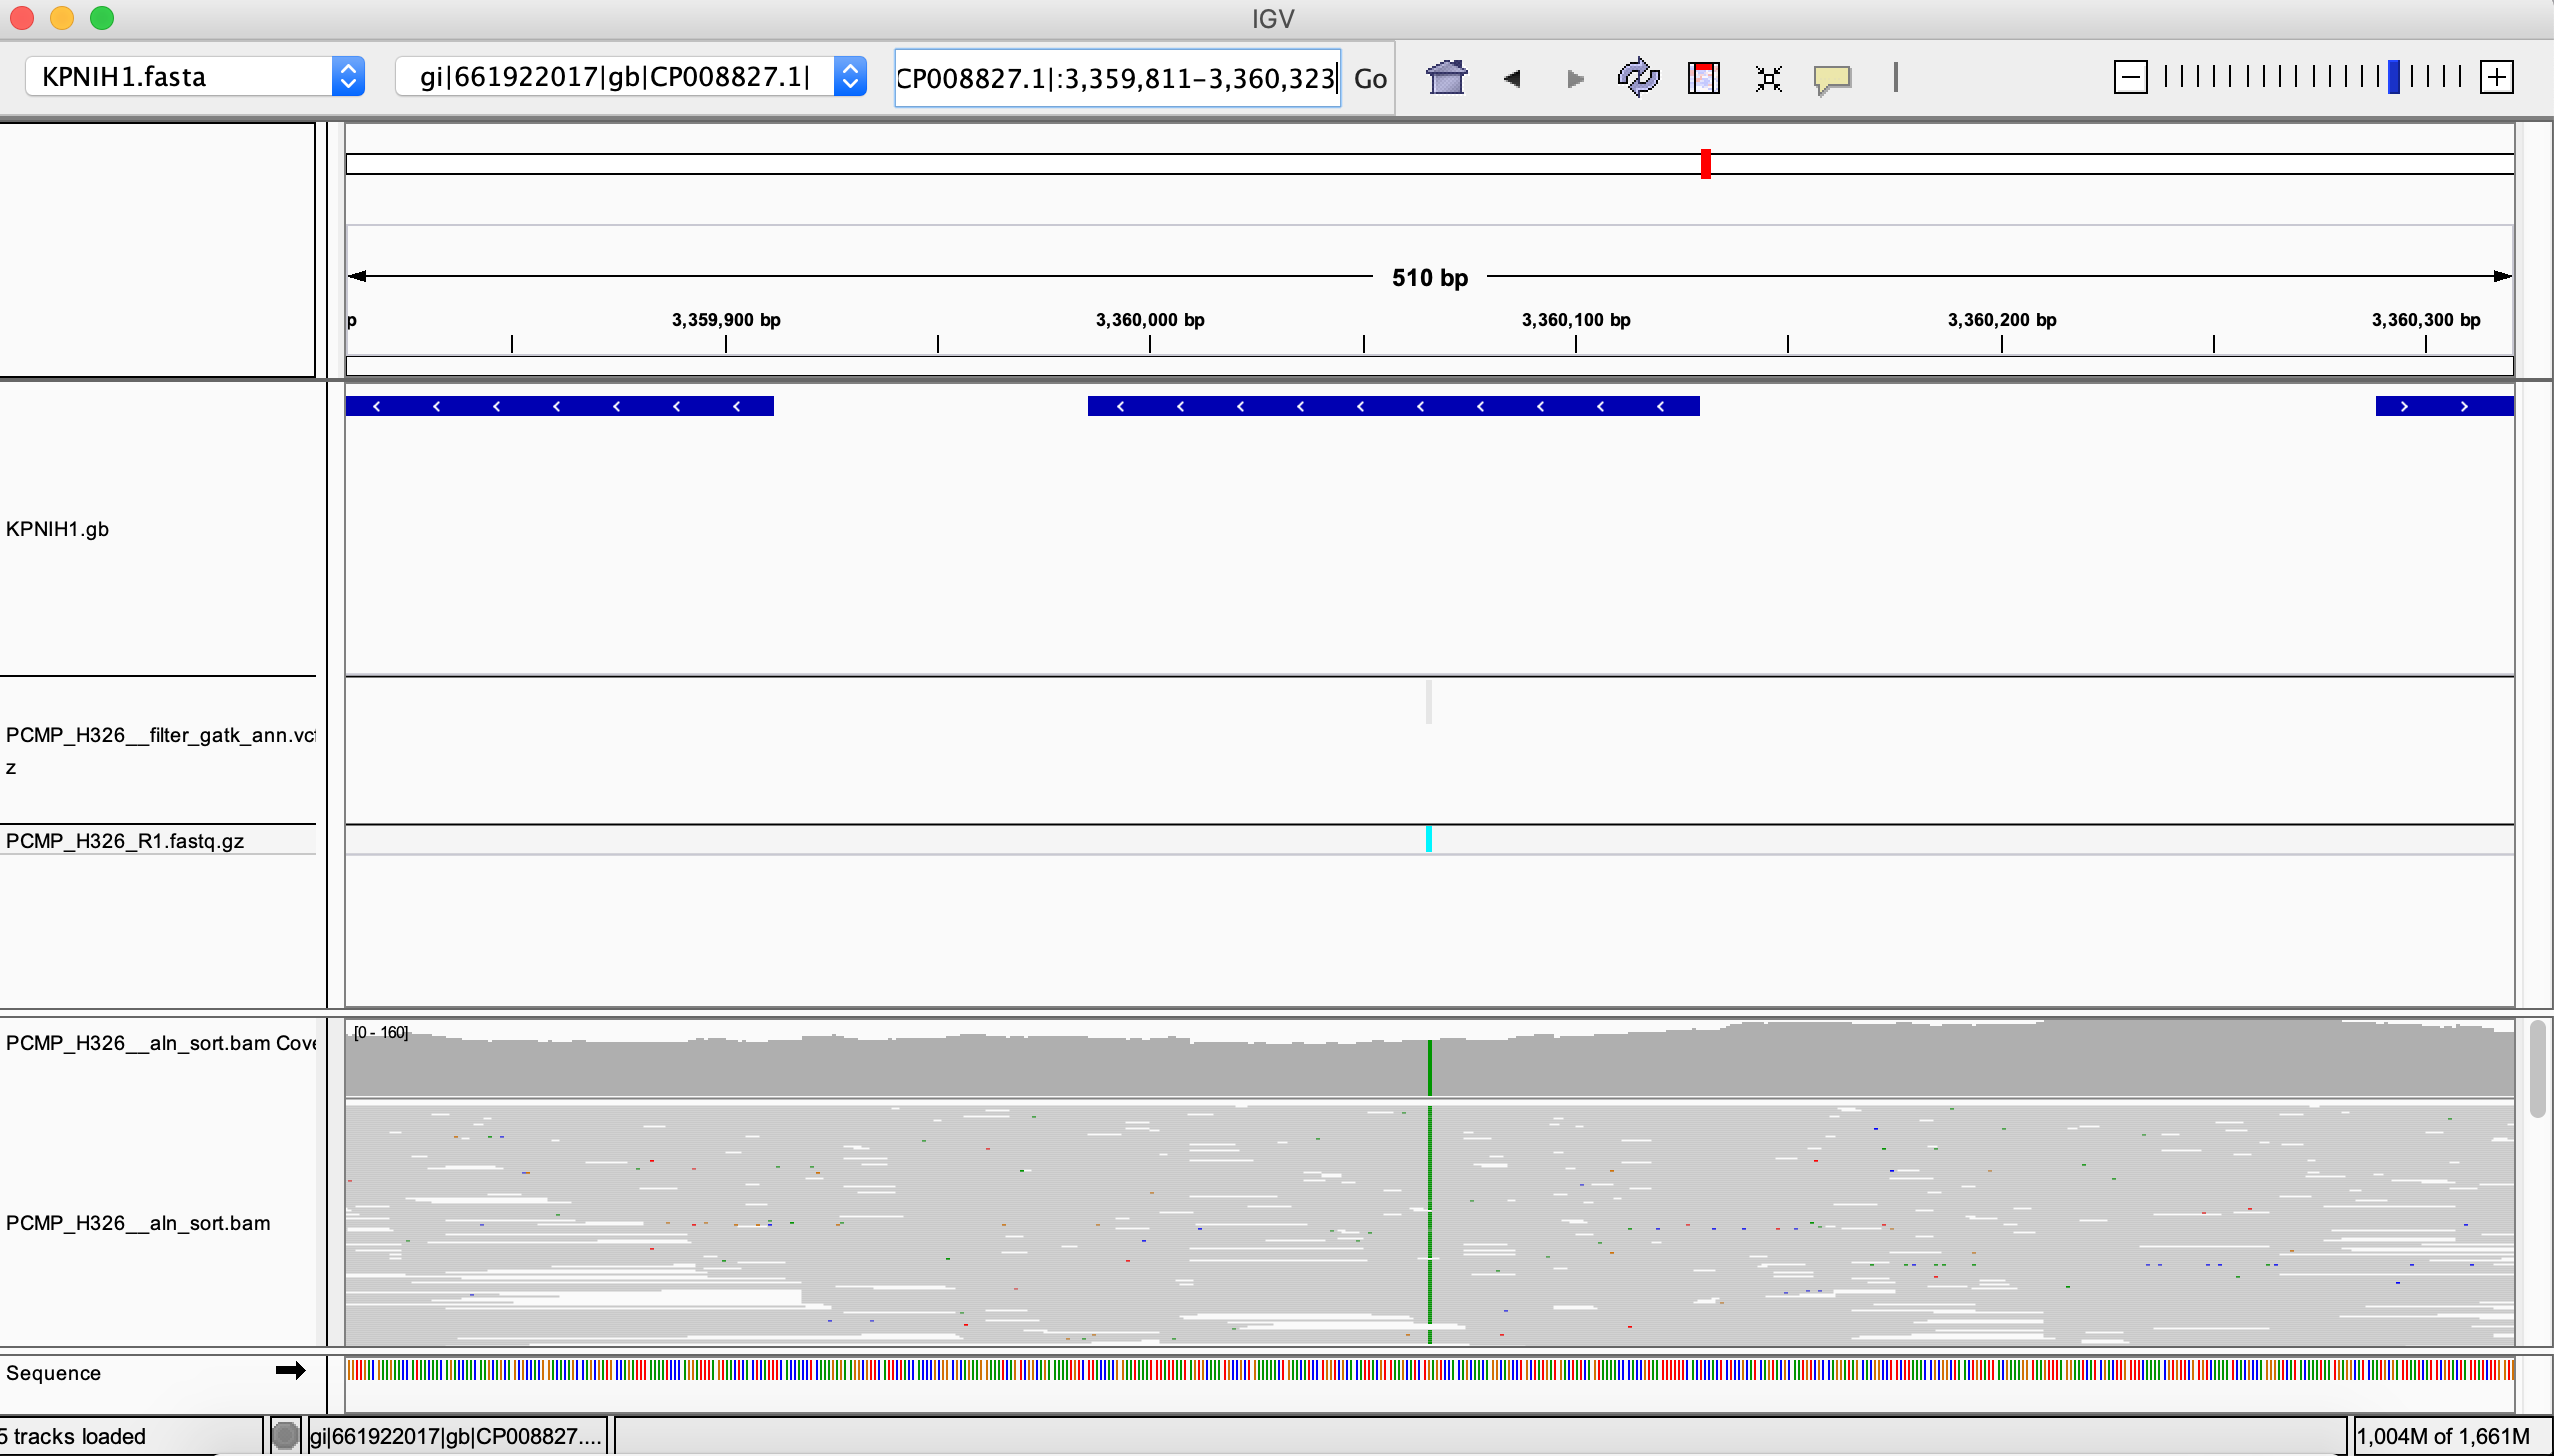 IGV
KPNIH1.fasta
gi|661922017|gb|CP008827.1|
CP008827.1|:3,359,811-3,360,323
Go
510 bp
p
3,359,900 bp
3,360,000 bp
3,360,100 bp
3,360,200 bp
3,360,300 bp
KPNIH1.gb
PCMP_H326__filter_gatk_ann.vcf
z
PCMP_H326_R1.fastq.gz
PCMP_H326__aln_sort.bam Cove
[0 - 160]
PCMP_H326__aln_sort.bam
Sequence
5 tracks loaded
gi|661922017|gb|CP008827....
1,004M of 1,661M